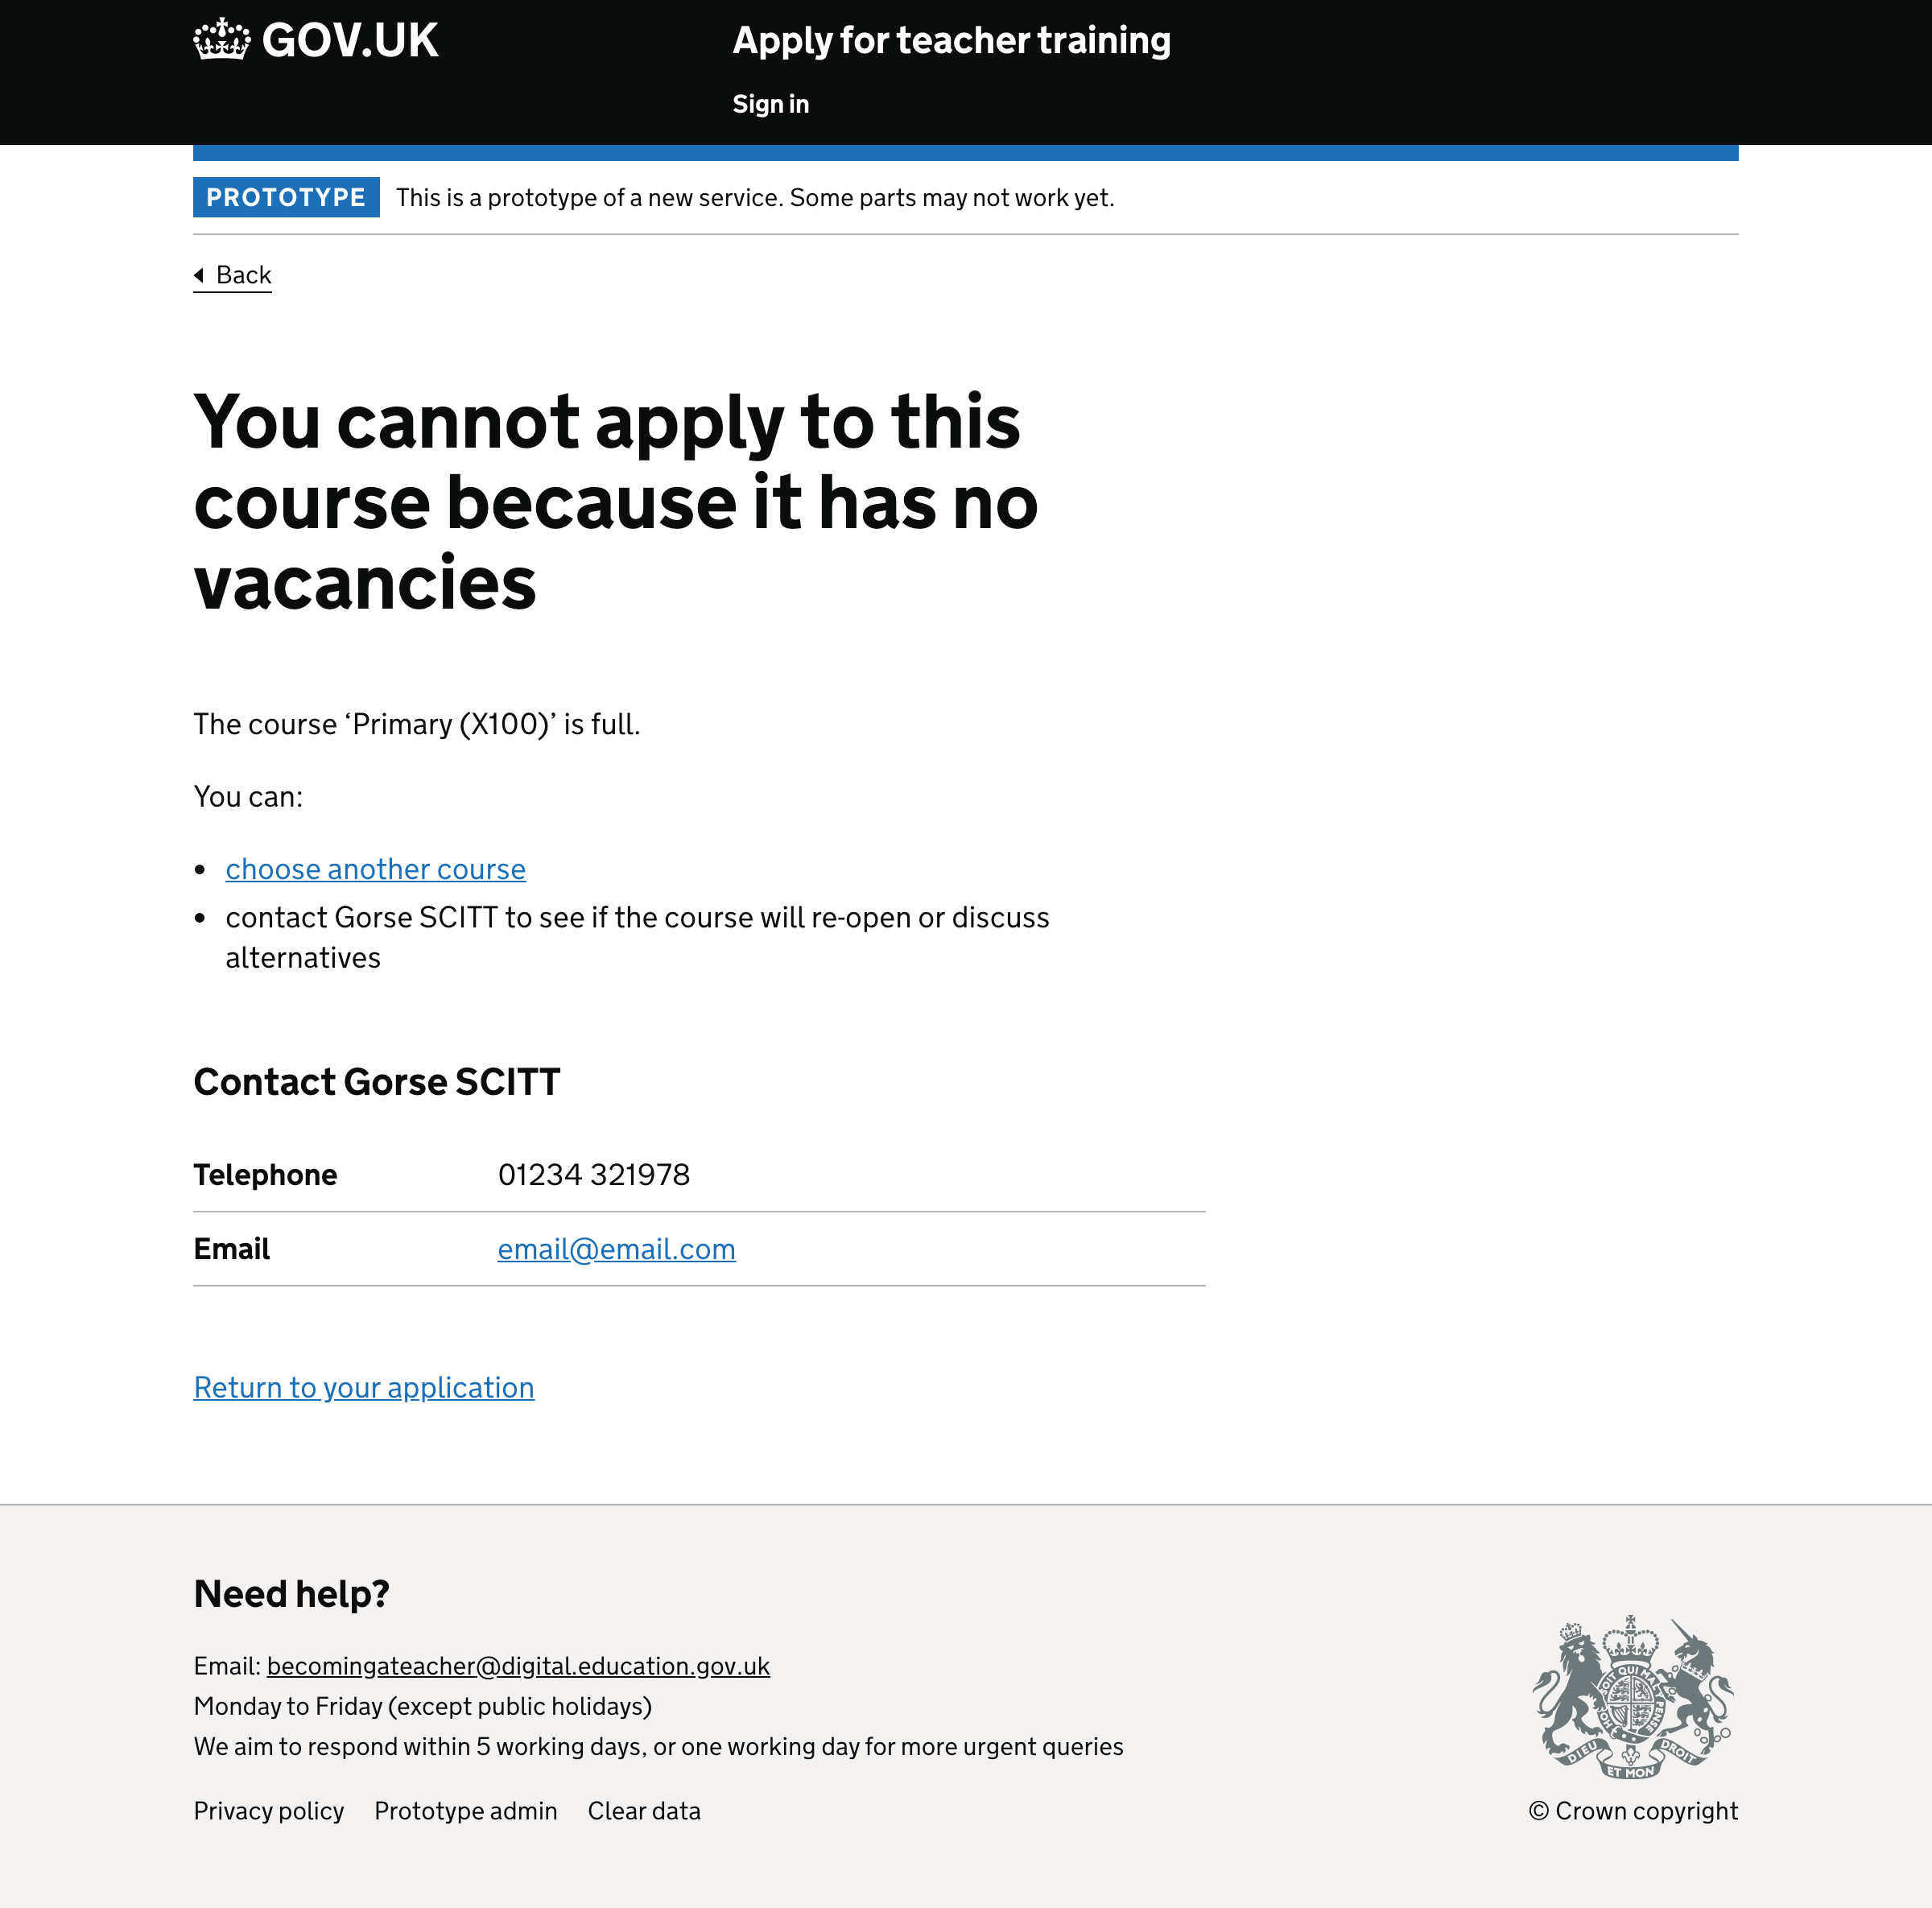 GOV.UK
Apply for teacher training
Sign in
PROTOTYPE This is a prototype of a new service. Some parts may not work yet.
Back
You cannot apply to this
course because it has no
vacancies
The course ‘Primary (X100)’ is full.
You can:
• choose another course
• contact Gorse SCITT to see if the course will re-open or discuss
alternatives
Contact Gorse SCITT
Telephone 01234 321978
Email email@email.com
Return to your application
Need help?
Email: becomingateacher@digital.education.gov.uk
Monday to Friday (except public holidays)
We aim to respond within 5 working days, or one working day for more urgent queries
HONI SOIT QUI MAL Y PENSE
DIEU ET MON DROIT
Privacy policy Prototype admin Clear data
© Crown copyright